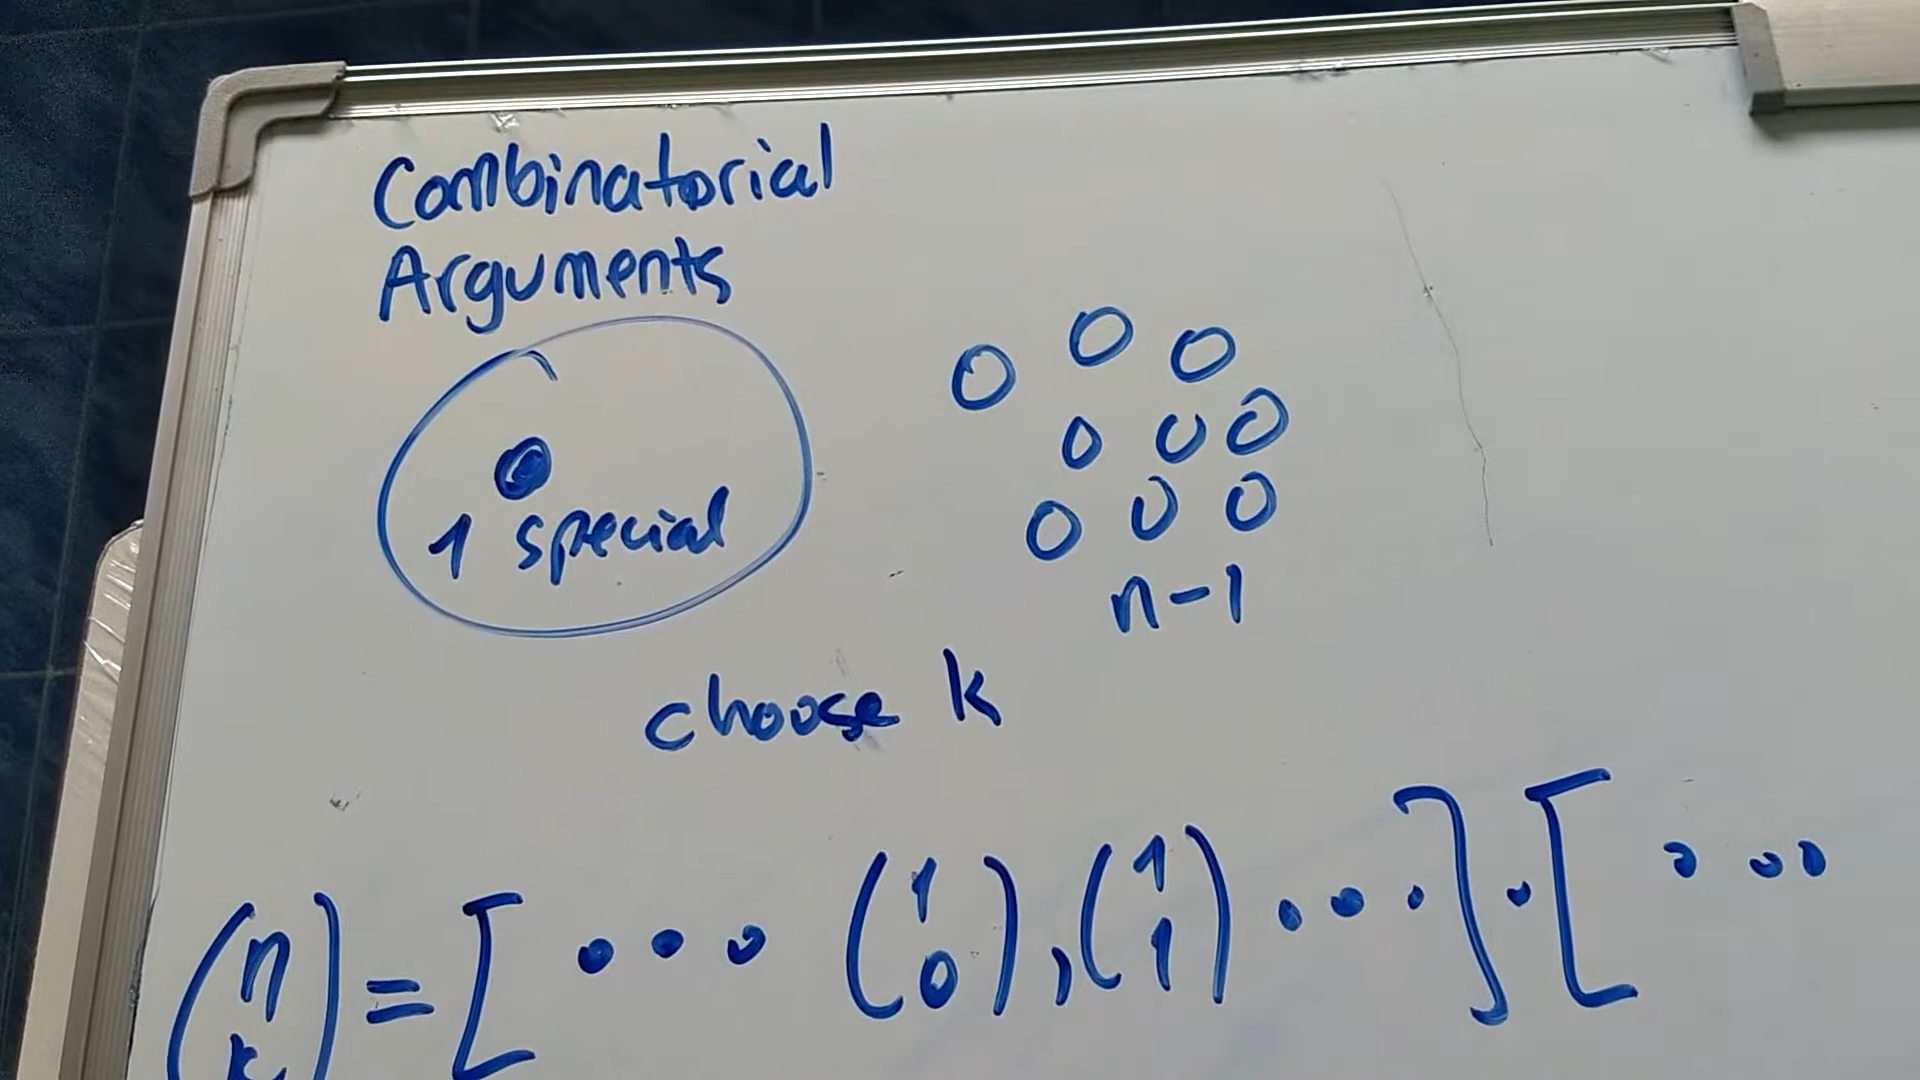 Combinatorial
Arguments
1 special
n-1
choose k
(n k) = [ ... (1 0), (1 1) ... ] · [ ...